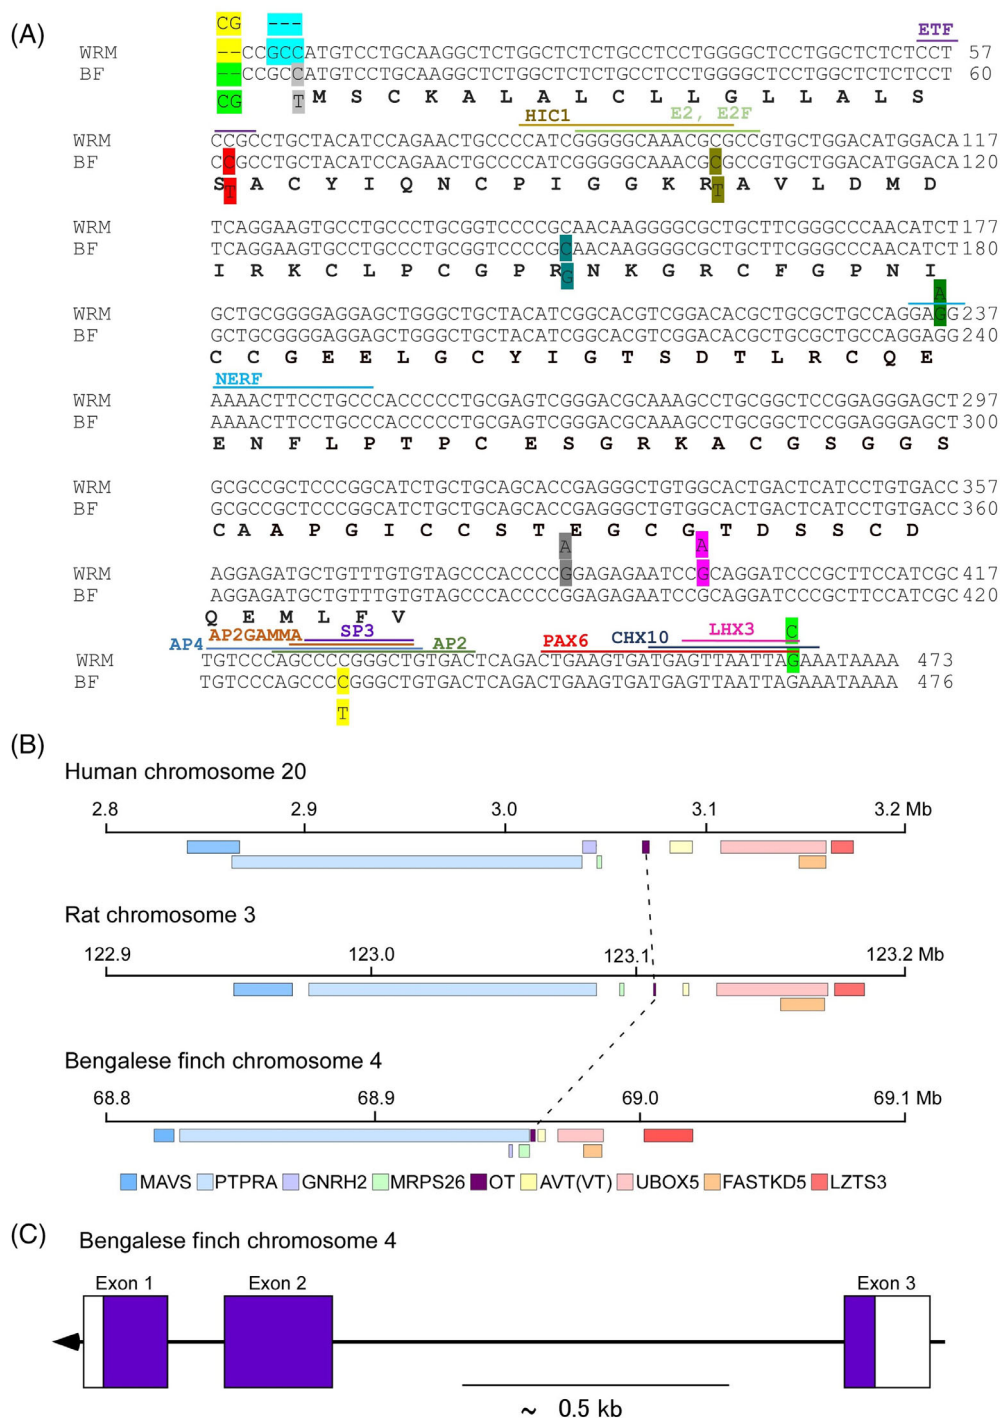 (A)
CG ---
ETF
WRM --CCGCCATGTCCTGCAAGGCTCTGGCTCTCTGCCTCCTGGGGCTCCTGGCTCTCTCCT 57
BF --CCGCCATGTCCTGCAAGGCTCTGGCTCTCTGCCTCCTGGGGCTCCTGGCTCTCTCCT 60
CG T M S C K A L A L C L L G L L A L S
HIC1 E2, E2F
WRM CCGCCTGCTACATCCAGAACTGCCCCATCGGGGGCAAACGCGCCGTGCTGGACATGGACA 117
BF CCGCCTGCTACATCCAGAACTGCCCCATCGGGGGCAAACGCGCCGTGCTGGACATGGACA 120
S T A C Y I Q N C P I G G K R T A V L D M D
WRM TCAGGAAGTGCCTGCCCTGCGGTCCCCGCAACAAGGGGCGCTGCTTCGGGCCCAACATCT 177
BF TCAGGAAGTGCCTGCCCTGCGGTCCCCGCAACAAGGGGCGCTGCTTCGGGCCCAACATCT 180
I R K C L P C G P R G N K G R C F G P N I
A
WRM GCTGCGGGGAGGAGCTGGGCTGCTACATCGGCACGTCGGACACGCTGCGCTGCCAGGAGG 237
BF GCTGCGGGGAGGAGCTGGGCTGCTACATCGGCACGTCGGACACGCTGCGCTGCCAGGAGG 240
C C G E E L G C Y I G T S D T L R C Q E
NERF
WRM AAAACTTCCTGCCCACCCCCTGCGAGTCGGGACGCAAAGCCTGCGGCTCCGGAGGGAGCT 297
BF AAAACTTCCTGCCCACCCCCTGCGAGTCGGGACGCAAAGCCTGCGGCTCCGGAGGGAGCT 300
E N F L P T P C E S G R K A C G S G G S
WRM GCGCCGCTCCCGGCATCTGCTGCAGCACCGAGGGCTGTGGCACTGACTCATCCTGTGACC 357
BF GCGCCGCTCCCGGCATCTGCTGCAGCACCGAGGGCTGTGGCACTGACTCATCCTGTGACC 360
C A A P G I C C S T E G C G T D S S C D
A A
WRM AGGAGATGCTGTTTGTGTAGCCCACCCCGGAGAGAATCCGCAGGATCCCGCTTCCATCGC 417
BF AGGAGATGCTGTTTGTGTAGCCCACCCCGGAGAGAATCCGCAGGATCCCGCTTCCATCGC 420
Q E M L F V
AP4 AP2GAMMA SP3 AP2 PAX6 CHX10 LHX3 C
WRM TGTCCCAGCCCCGGGCTGTGACTCAGACTGAAGTGATGAGTTAATTAGAAATAAAA 473
BF TGTCCCAGCCCCGGGCTGTGACTCAGACTGAAGTGATGAGTTAATTAGAAATAAAA 476
T
(B)
Human chromosome 20
2.8 2.9 3.0 3.1 3.2 Mb
Rat chromosome 3
122.9 123.0 123.1 123.2 Mb
Bengalese finch chromosome 4
68.8 68.9 69.0 69.1 Mb
MAVS PTPRA GNRH2 MRPS26 OT AVT(VT) UBOX5 FASTKD5 LZTS3
(C) Bengalese finch chromosome 4
Exon 1 Exon 2 Exon 3
~ 0.5 kb